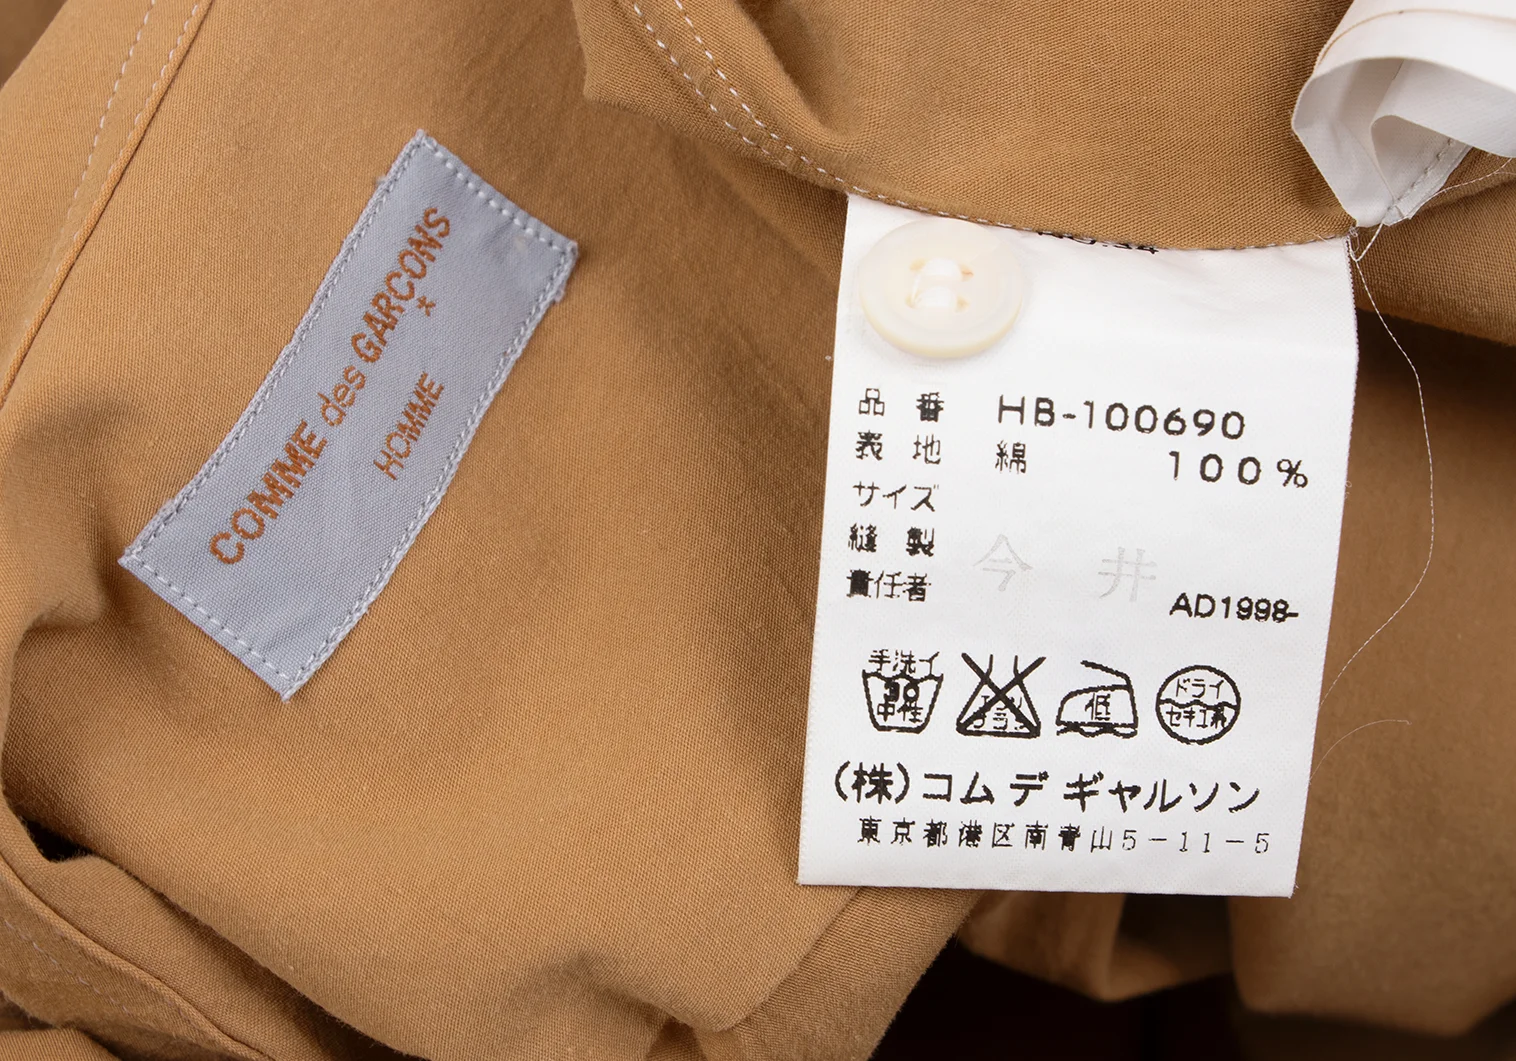 COMME des GARÇONS
*
HOMME
品 番 HB-100690
表 地 綿 100%
サイズ
縫 製
責任者 今 井
AD1998-
手洗イ
30
中性
低
ドライ
セキユ系
(株)コムデギャルソン
東京都港区南青山5-11-5